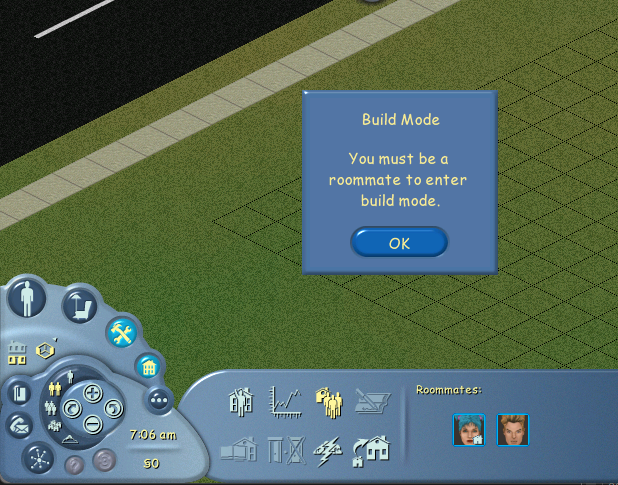 Build Mode
You must be a
roommate to enter
build mode.
OK
Roommates:
7:06 am
§0